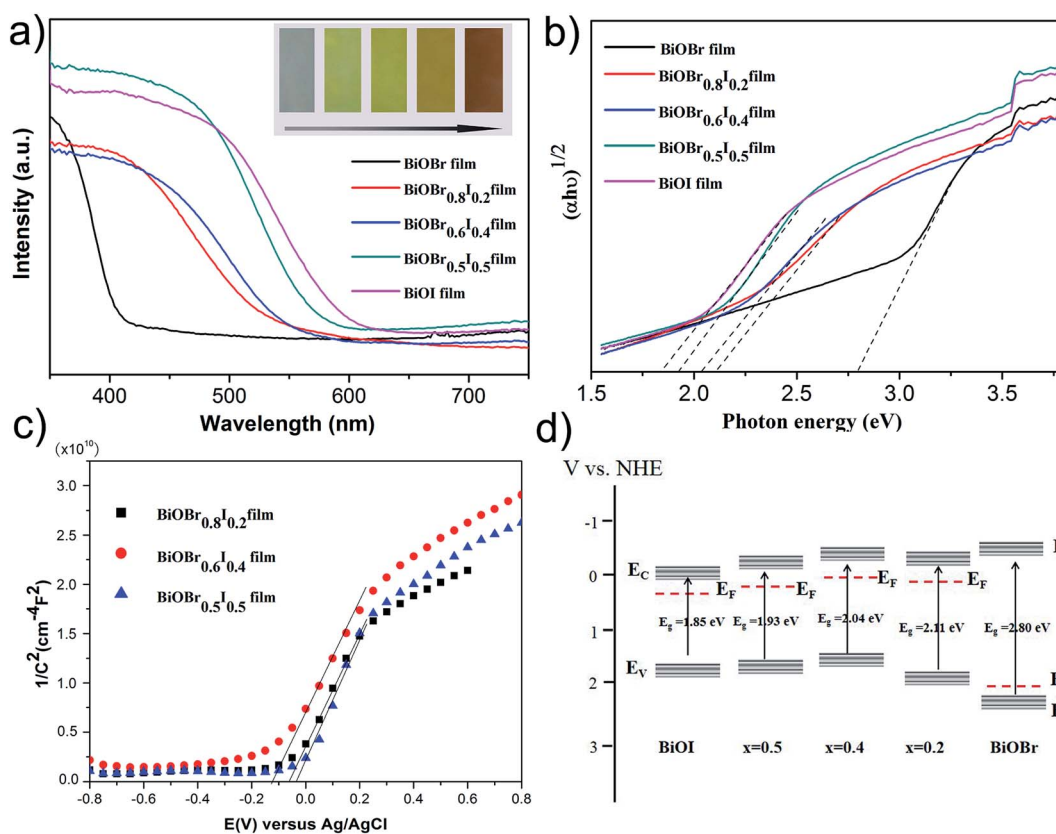 a)
Intensity (a.u.)
BiOBr film
BiOBr0.8I0.2film
BiOBr0.6I0.4film
BiOBr0.5I0.5film
BiOI film
400 500 600 700
Wavelength (nm)
b)
(αhυ)1/2
BiOBr film
BiOBr0.8I0.2film
BiOBr0.6I0.4film
BiOBr0.5I0.5film
BiOI film
1.5 2.0 2.5 3.0 3.5
Photon energy (eV)
c)
(x10¹⁰)
1/C²(cm⁻⁴F²)
3.0
2.5
2.0
1.5
1.0
5.0
0.0
BiOBr0.8I0.2film
BiOBr0.6I0.4 film
BiOBr0.5I0.5 film
-0.8 -0.6 -0.4 -0.2 0.0 0.2 0.4 0.6 0.8
E(V) versus Ag/AgCl
d)
V vs. NHE
-1
0
1
2
3
EC
EF EF EF EF
Eg =1.85 eV Eg =1.93 eV Eg =2.04 eV Eg =2.11 eV Eg =2.80 eV
EV
BiOI x=0.5 x=0.4 x=0.2 BiOBr